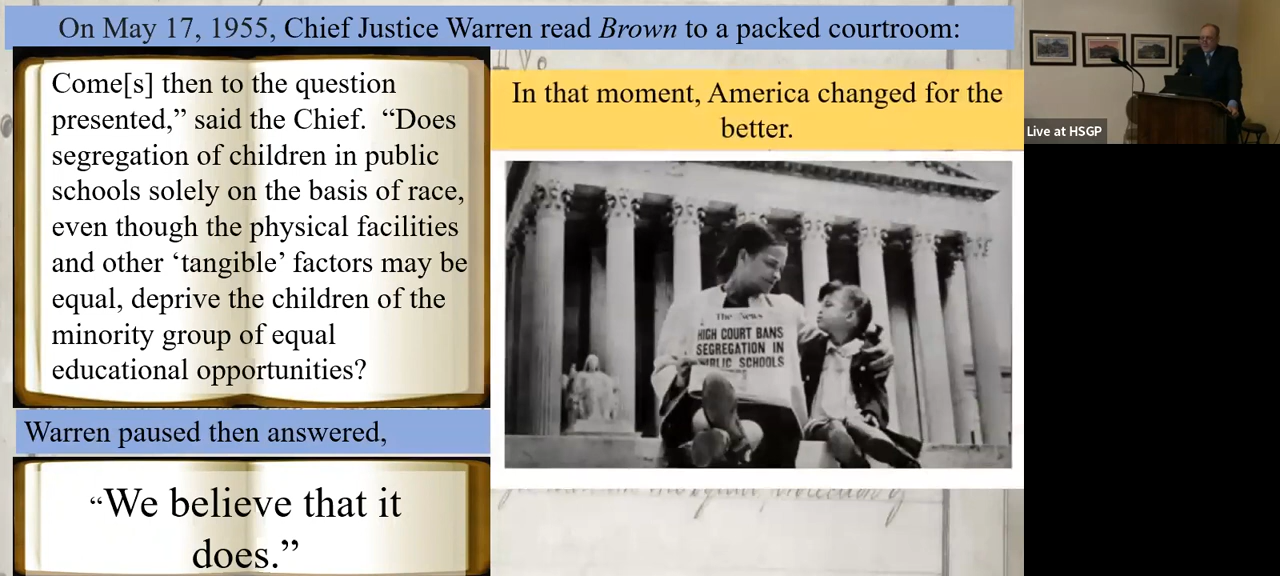 On May 17, 1955, Chief Justice Warren read Brown to a packed courtroom:
Come[s] then to the question
presented,” said the Chief.  “Does
segregation of children in public
schools solely on the basis of race,
even though the physical facilities
and other ‘tangible’ factors may be
equal, deprive the children of the
minority group of equal
educational opportunities?
Warren paused then answered,
“We believe that it
does.”
In that moment, America changed for the
better.
HIGH COURT BANS
SEGREGATION IN
SCHOOLS
Live at HSGP